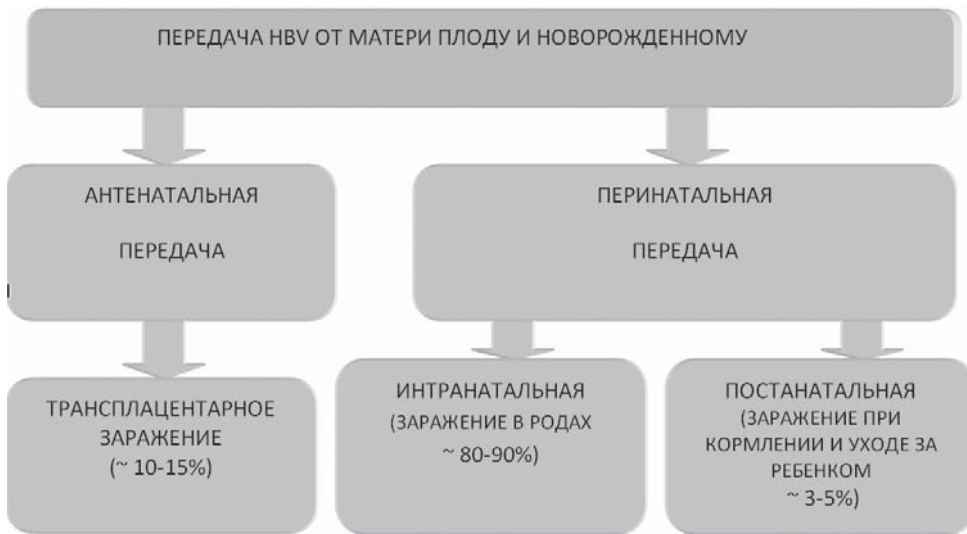 ПЕРЕДАЧА HBV ОТ МАТЕРИ ПЛОДУ И НОВОРОЖДЕННОМУ
АНТЕНАТАЛЬНАЯ
ПЕРЕДАЧА
ПЕРИНАТАЛЬНАЯ
ПЕРЕДАЧА
ТРАНСПЛАЦЕНТАРНОЕ
ЗАРАЖЕНИЕ
(~ 10-15%)
ИНТРАНАТАЛЬНАЯ
(ЗАРАЖЕНИЕ В РОДАХ
~ 80-90%)
ПОСТАНАТАЛЬНАЯ
(ЗАРАЖЕНИЕ ПРИ
КОРМЛЕНИИ И УХОДЕ ЗА
РЕБЕНКОМ
~ 3-5%)